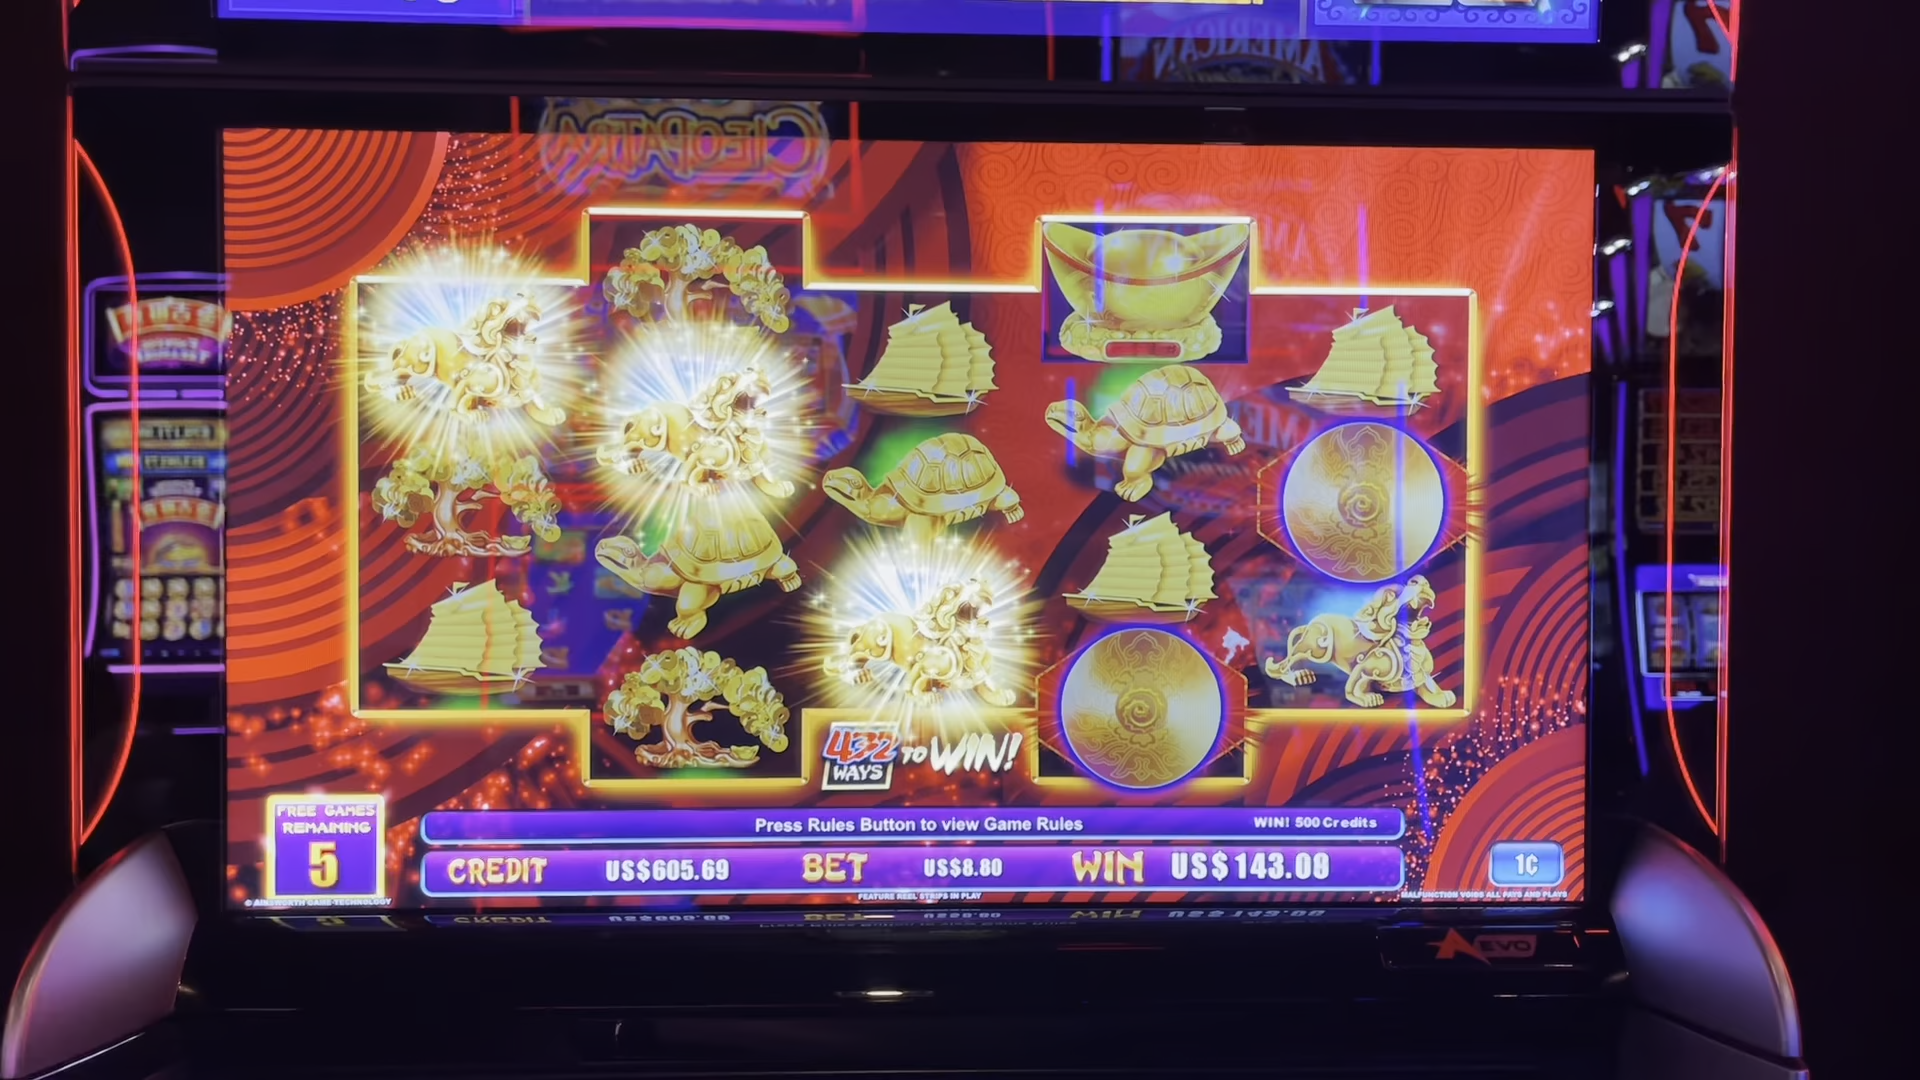 AMERICAN
CLEOPATRA
432
WAYS
TO WIN!
FREE GAMES
REMAINING
5
Press Rules Button to view Game Rules
WIN! 500 Credits
CREDIT US$605.69 BET US$8.80 WIN US$143.08
1¢
© AINSWORTH GAME TECHNOLOGY
FEATURE REEL STRIPS IN PLAY
MALFUNCTION VOIDS ALL PAYS AND PLAYS
A EVO